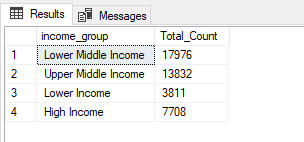 Results Messages
income_group Total_Count
1 Lower Middle Income 17976
2 Upper Middle Income 13832
3 Lower Income 3811
4 High Income 7708